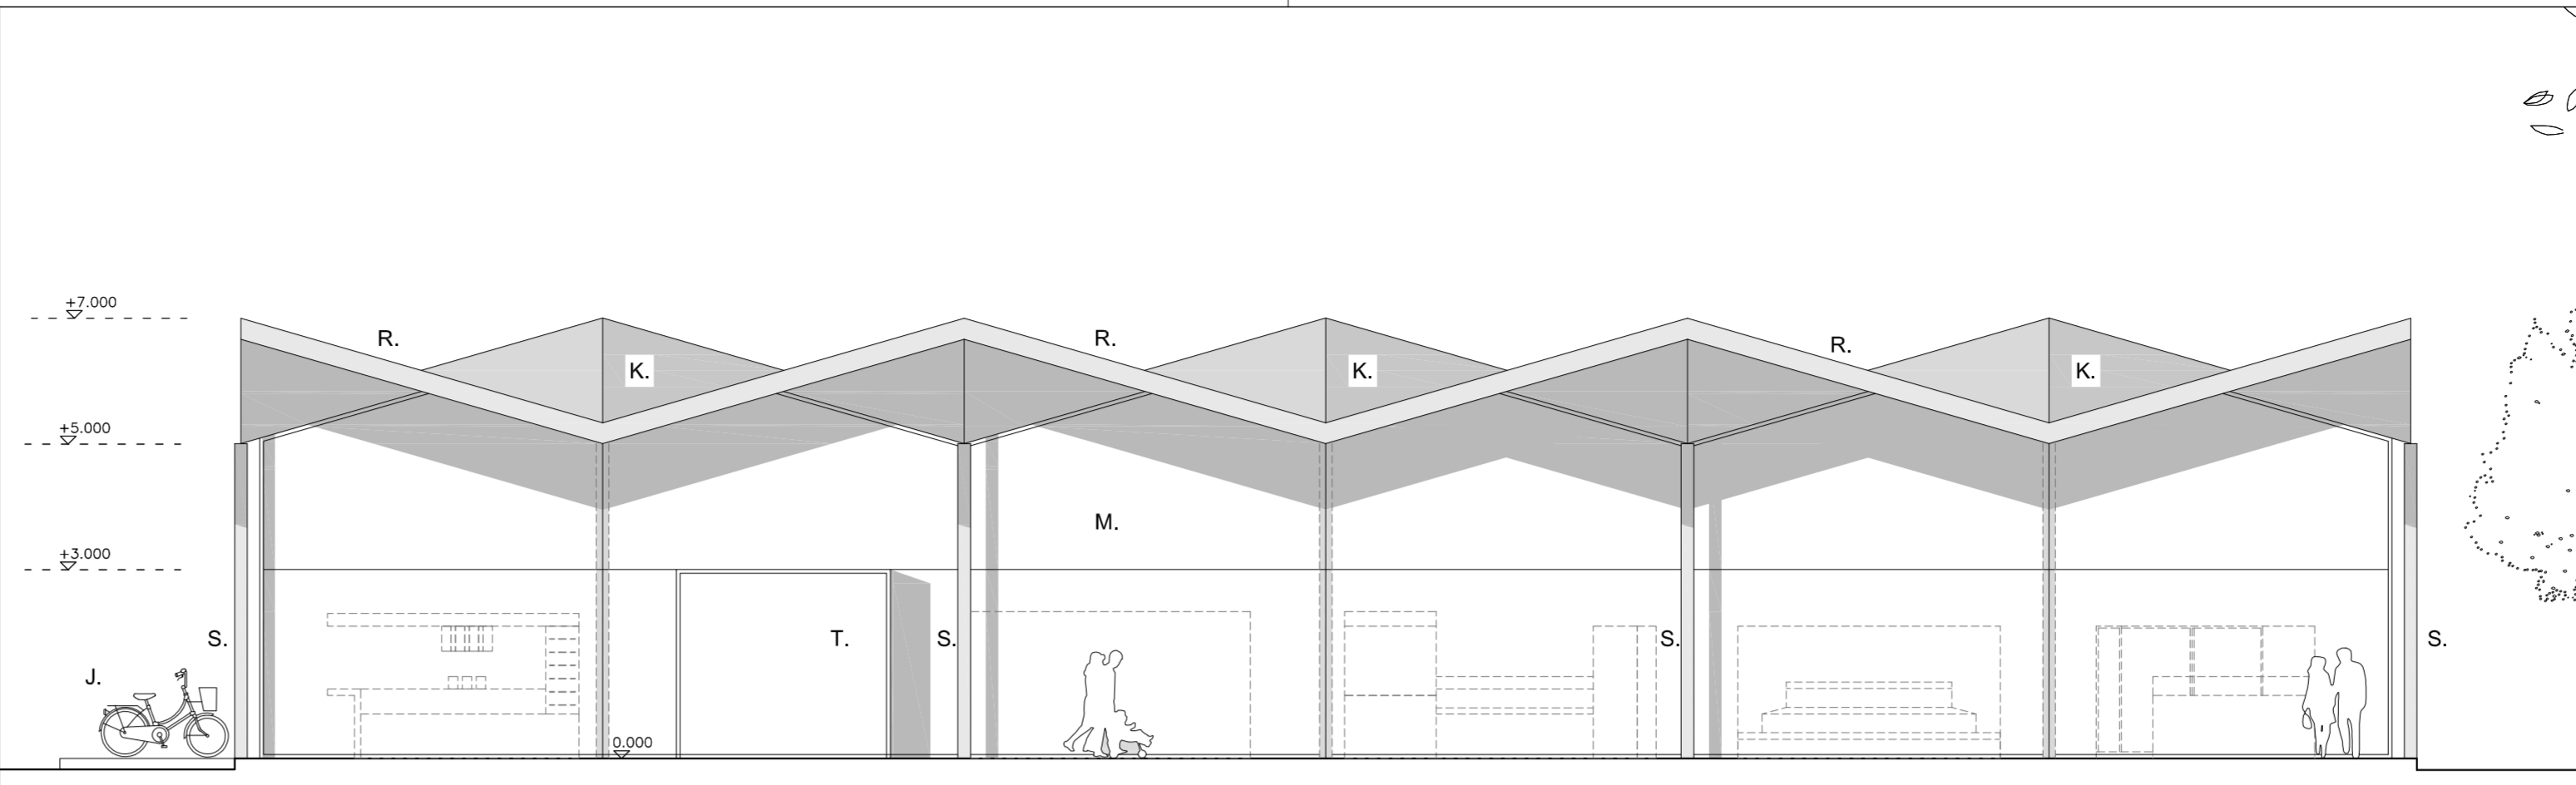 +7.000
R.
R.
R.
K.
K.
K.
+5.000
M.
+3.000
S.
T.
S.
S.
S.
J.
0.000